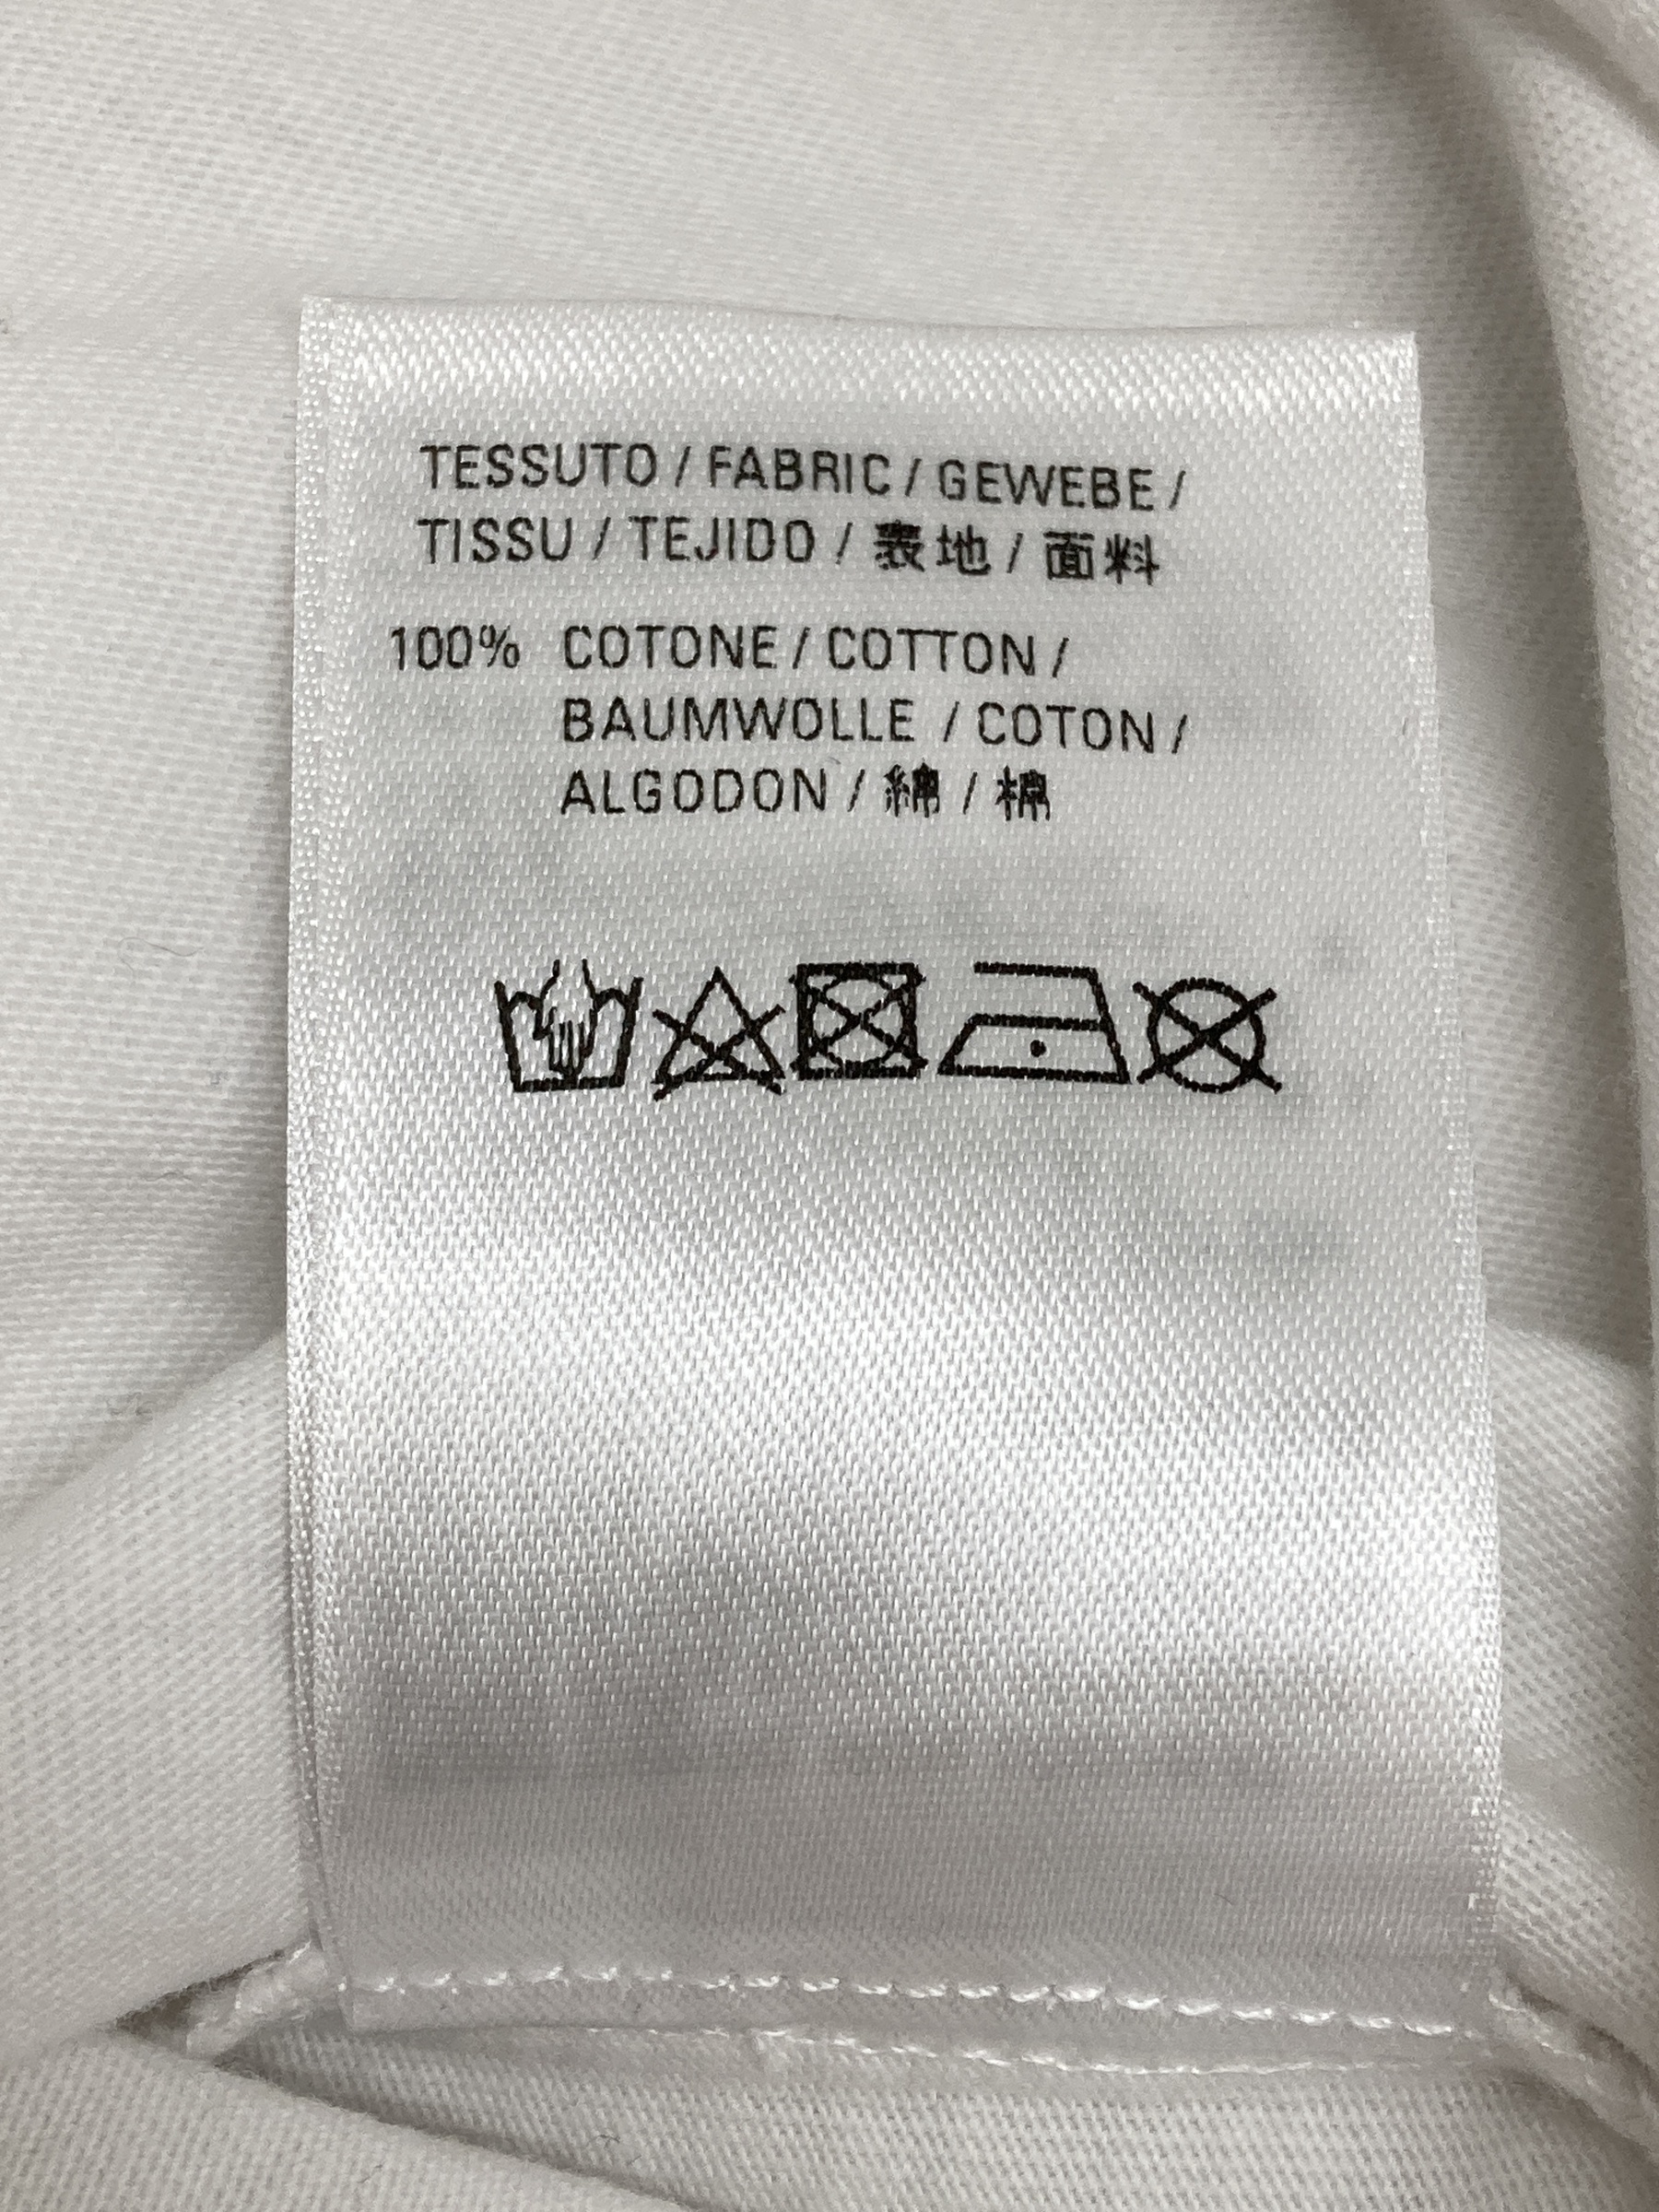 TESSUTO / FABRIC / GEWEBE /
TISSU / TEJIDO / 表地 / 面料
100% COTONE / COTTON /
BAUMWOLLE / COTON /
ALGODON / 綿 / 棉